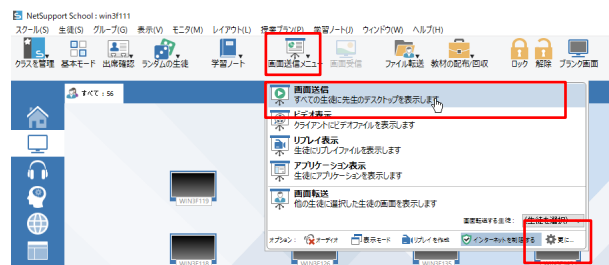 NetSupport School : win3f111
スクール(S) 生徒(S) グループ(G) 表示(V) モニタ(M) レイアウト(L) 授業プラン(P) 学習ノート(J) ウィンドウ(W) ヘルプ(H)
クラスを管理 基本モード 出席確認 ランダムの生徒 学習ノート 画面送信メニュー 画面受信 ファイル転送 教材の配布/回収 ロック 解除 ブランク画面
すべて : 56
画面送信
すべての生徒に先生のデスクトップを表示します
ビデオ表示
クライアントにビデオファイルを表示します
リプレイ表示
生徒にリプレイファイルを表示します
アプリケーション表示
生徒にアプリケーションを表示します
画面転送
他の生徒に選択した生徒の画面を表示します
WIN3F119
画面転送する生徒: (生徒を選択)
オプション: オーディオ 表示モード リプレイを作成 インターネットを制限する 更に...
WIN3F118 WIN3F126 WIN3F135